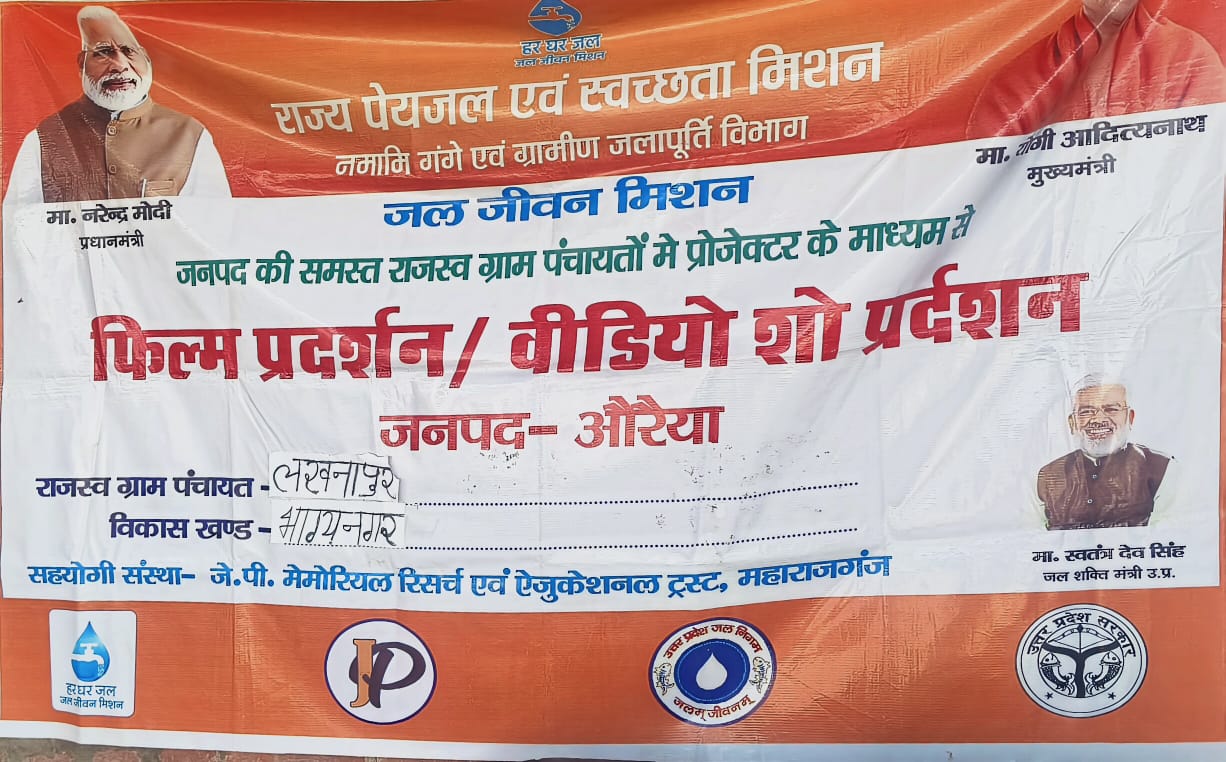 हर घर जल
जल जीवन मिशन
राज्य पेयजल एवं स्वच्छता मिशन
नमामि गंगे एवं ग्रामीण जलापूर्ति विभाग
मा. नरेन्द्र मोदी
प्रधानमंत्री
मा. योगी आदित्यनाथ
मुख्यमंत्री
जल जीवन मिशन
जनपद की समस्त राजस्व ग्राम पंचायतों मे प्रोजेक्टर के माध्यम से
फिल्म प्रदर्शन/ वीडियो शो प्रर्दशन
जनपद- औरैया
राजस्व ग्राम पंचायत - लखनापुर
विकास खण्ड - भाग्यनगर
मा. स्वतंत्र देव सिंह
जल शक्ति मंत्री उ.प्र.
सहयोगी संस्था- जे.पी. मेमोरियल रिसर्च एवं ऐजुकेशनल ट्रस्ट, महाराजगंज
हर घर जल
जल जीवन मिशन
JP
उत्तर प्रदेश जल निगम
जलम् जीवनम्
उत्तर प्रदेश सरकार